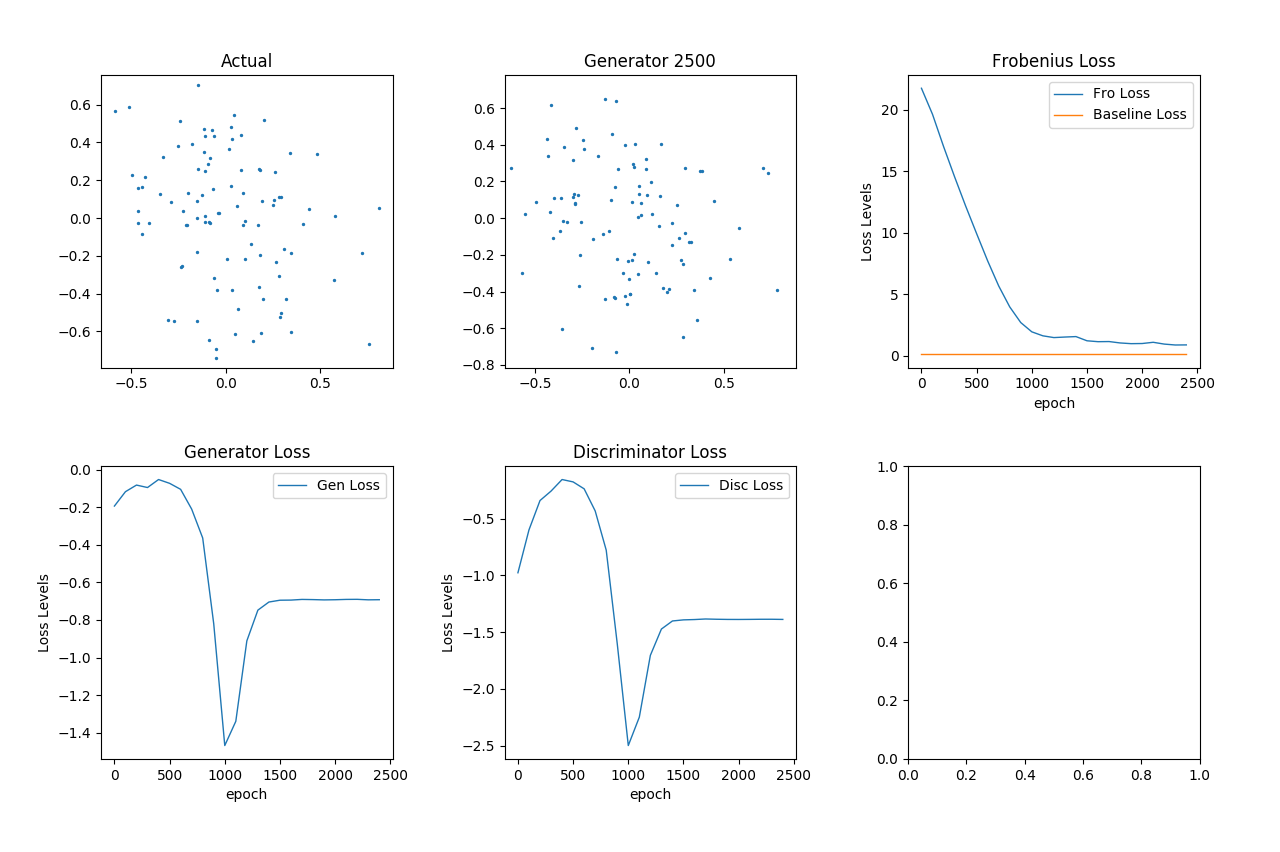 Actual
0.6
0.4
0.2
0.0
−0.2
−0.4
−0.6
−0.5 0.0 0.5
Generator 2500
0.6
0.4
0.2
0.0
−0.2
−0.4
−0.6
−0.8
−0.5 0.0 0.5
Frobenius Loss
Fro Loss
Baseline Loss
Loss Levels
20
15
10
5
0
0 500 1000 1500 2000 2500
epoch
Generator Loss
Gen Loss
Loss Levels
0.0
−0.2
−0.4
−0.6
−0.8
−1.0
−1.2
−1.4
0 500 1000 1500 2000 2500
epoch
Discriminator Loss
Disc Loss
Loss Levels
−0.5
−1.0
−1.5
−2.0
−2.5
0 500 1000 1500 2000 2500
epoch
1.0
0.8
0.6
0.4
0.2
0.0
0.0 0.2 0.4 0.6 0.8 1.0